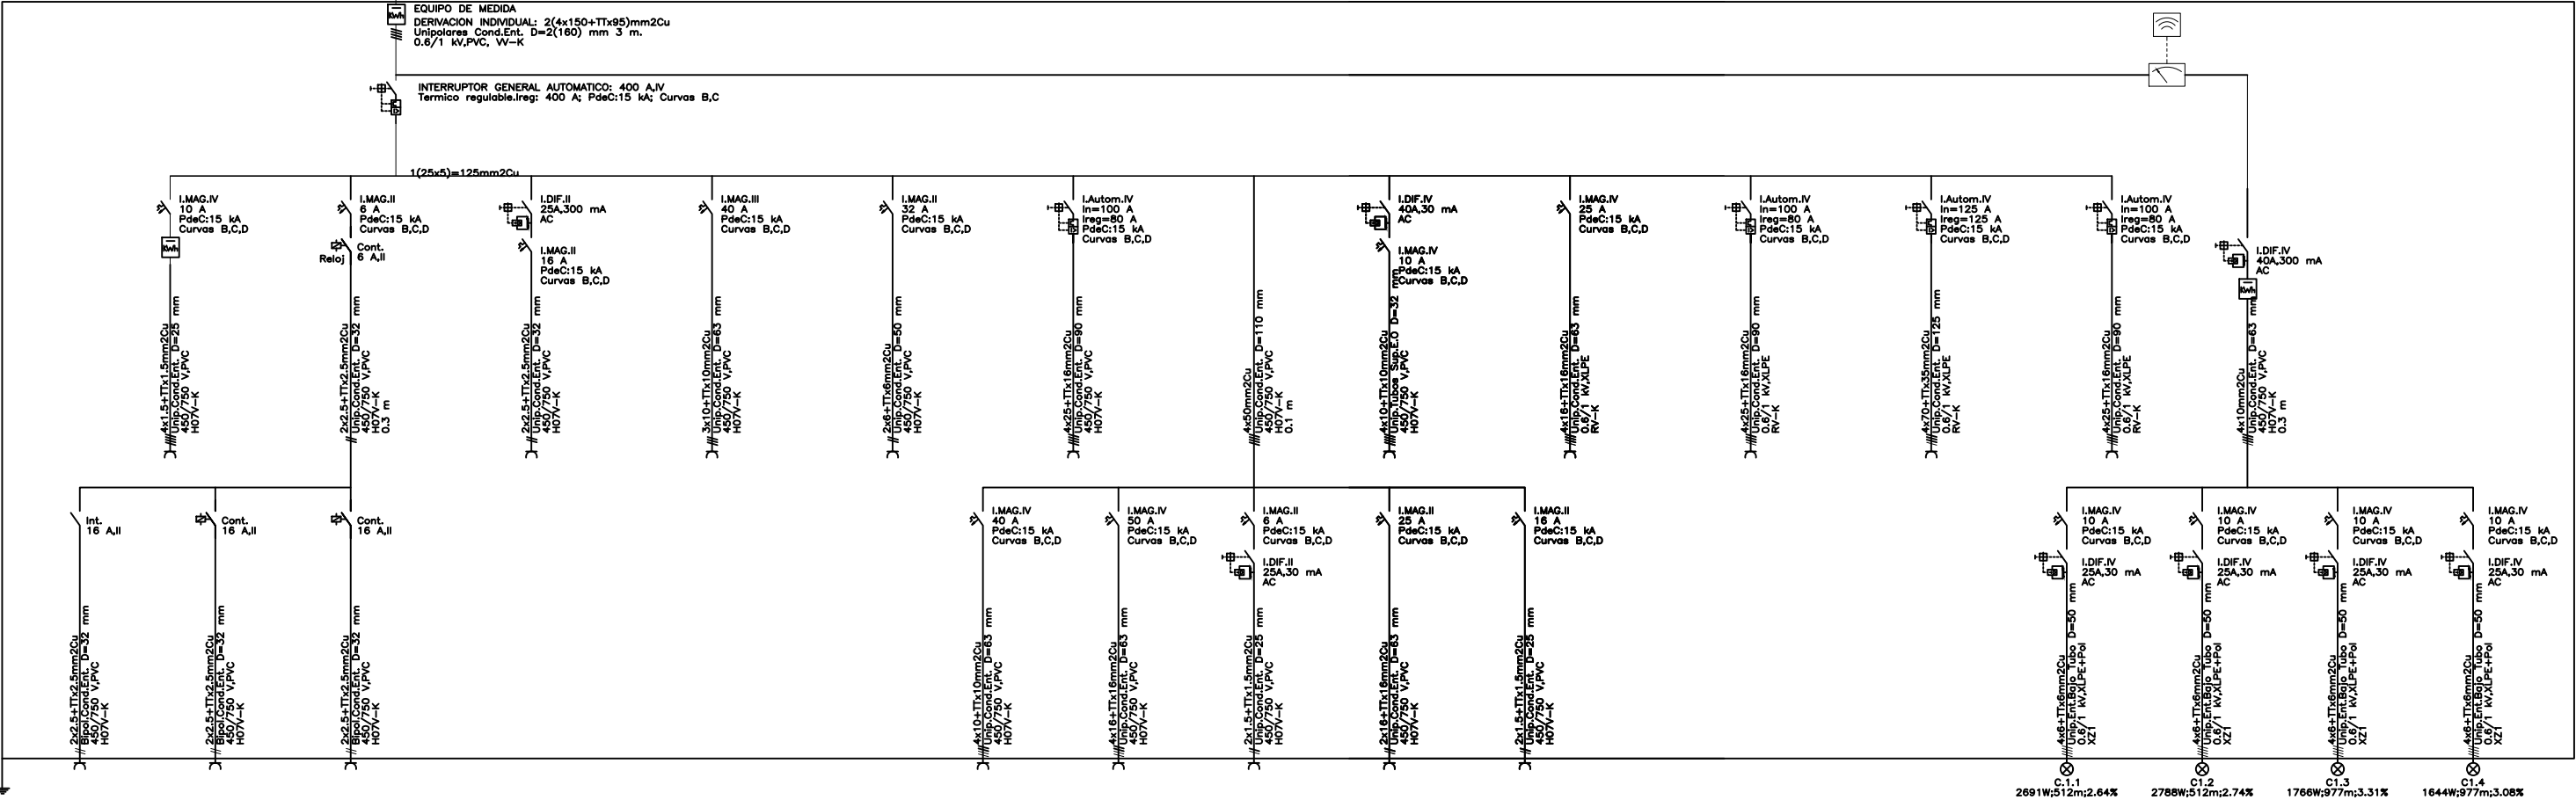 KWh
EQUIPO DE MEDIDA
DERIVACION INDIVIDUAL: 2(4x150+TTx95)mm2Cu
Unipolares Cond.Ent. D=2(160) mm 3 m.
0.6/1 kV,PVC, VV-K
INTERRUPTOR GENERAL AUTOMATICO: 400 A,IV
Termico regulable.Ireg: 400 A; PdeC:15 kA; Curvas B,C
1(25x5)=125mm2Cu
I.MAG.IV
10 A
PdeC:15 kA
Curvas B,C,D
KWh
4x1.5+TTx1.5mm2Cu
Unip.Cond.Ent. D=25 mm
450/750 V,PVC
H07V-K
I.MAG.II
6 A
PdeC:15 kA
Curvas B,C,D
Reloj
Cont.
6 A,II
2x2.5+TTx2.5mm2Cu
Unip.Cond.Ent. D=32 mm
450/750 V,PVC
H07V-K
0.3 m
I.DIF.II
25A,300 mA
AC
I.MAG.II
16 A
PdeC:15 kA
Curvas B,C,D
2x2.5+TTx2.5mm2Cu
Unip.Cond.Ent. D=32 mm
450/750 V,PVC
H07V-K
I.MAG.III
40 A
PdeC:15 kA
Curvas B,C,D
3x10+TTx10mm2Cu
Unip.Cond.Ent. D=63 mm
450/750 V,PVC
H07V-K
I.MAG.II
32 A
PdeC:15 kA
Curvas B,C,D
2x6+TTx6mm2Cu
Unip.Cond.Ent. D=50 mm
450/750 V,PVC
H07V-K
I.Autom.IV
In=100 A
Ireg=80 A
PdeC:15 kA
Curvas B,C,D
4x25+TTx16mm2Cu
Unip.Cond.Ent. D=90 mm
450/750 V,PVC
H07V-K
4x50mm2Cu
Unip.Cond.Ent. D=110 mm
450/750 V,PVC
H07V-K
0.1 m
I.DIF.IV
40A,30 mA
AC
I.MAG.IV
10 A
PdeC:15 kA
Curvas B,C,D
4x10+TTx10mm2Cu
Unip.Tubos Sup.E.O D=32 mm
450/750 V,PVC
H07V-K
I.MAG.IV
25 A
PdeC:15 kA
Curvas B,C,D
4x16+TTx16mm2Cu
Unip.Cond.Ent. D=63 mm
0.6/1 kV,XLPE
RV-K
I.Autom.IV
In=100 A
Ireg=80 A
PdeC:15 kA
Curvas B,C,D
4x25+TTx16mm2Cu
Unip.Cond.Ent. D=90 mm
0.6/1 kV,XLPE
RV-K
I.Autom.IV
In=125 A
Ireg=125 A
PdeC:15 kA
Curvas B,C,D
4x70+TTx35mm2Cu
Unip.Cond.Ent. D=125 mm
0.6/1 kV,XLPE
RV-K
I.Autom.IV
In=100 A
Ireg=80 A
PdeC:15 kA
Curvas B,C,D
4x25+TTx16mm2Cu
Unip.Cond.Ent. D=90 mm
0.6/1 kV,XLPE
RV-K
I.DIF.IV
40A,300 mA
AC
KWh
4x10mm2Cu
Unip.Cond.Ent. D=63 mm
450/750 V,PVC
H07V-K
0.3 m
Int.
16 A,II
2x2.5+TTx2.5mm2Cu
Bipol.Cond.Ent. D=32 mm
450/750 V,PVC
H07V-K
Cont.
16 A,II
2x2.5+TTx2.5mm2Cu
Bipol.Cond.Ent. D=32 mm
450/750 V,PVC
H07V-K
Cont.
16 A,II
2x2.5+TTx2.5mm2Cu
Bipol.Cond.Ent. D=32 mm
450/750 V,PVC
H07V-K
I.MAG.IV
40 A
PdeC:15 kA
Curvas B,C,D
4x10+TTx10mm2Cu
Unip.Cond.Ent. D=63 mm
450/750 V,PVC
H07V-K
I.MAG.IV
50 A
PdeC:15 kA
Curvas B,C,D
4x16+TTx16mm2Cu
Unip.Cond.Ent. D=63 mm
450/750 V,PVC
H07V-K
I.MAG.II
6 A
PdeC:15 kA
Curvas B,C,D
I.DIF.II
25A,30 mA
AC
2x1.5+TTx1.5mm2Cu
Unip.Cond.Ent. D=25 mm
450/750 V,PVC
H07V-K
I.MAG.II
25 A
PdeC:15 kA
Curvas B,C,D
2x16+TTx16mm2Cu
Unip.Cond.Ent. D=63 mm
450/750 V,PVC
H07V-K
I.MAG.II
16 A
PdeC:15 kA
Curvas B,C,D
2x1.5+TTx1.5mm2Cu
Unip.Cond.Ent. D=25 mm
450/750 V,PVC
H07V-K
I.MAG.IV
10 A
PdeC:15 kA
Curvas B,C,D
I.DIF.IV
25A,30 mA
AC
4x6+TTx6mm2Cu
Unip.Ent.Bajo Tubo D=50 mm
0.6/1 kV,XLPE+Pol
XZ1
C.1.1
2691W;512m;2.64%
I.MAG.IV
10 A
PdeC:15 kA
Curvas B,C,D
I.DIF.IV
25A,30 mA
AC
4x6+TTx6mm2Cu
Unip.Ent.Bajo Tubo D=50 mm
0.6/1 kV,XLPE+Pol
XZ1
C1.2
2788W;512m;2.74%
I.MAG.IV
10 A
PdeC:15 kA
Curvas B,C,D
I.DIF.IV
25A,30 mA
AC
4x6+TTx6mm2Cu
Unip.Ent.Bajo Tubo D=50 mm
0.6/1 kV,XLPE+Pol
XZ1
C1.3
1766W;977m;3.31%
I.MAG.IV
10 A
PdeC:15 kA
Curvas B,C,D
I.DIF.IV
25A,30 mA
AC
4x6+TTx6mm2Cu
Unip.Ent.Bajo Tubo D=50 mm
0.6/1 kV,XLPE+Pol
XZ1
C1.4
1644W;977m;3.08%